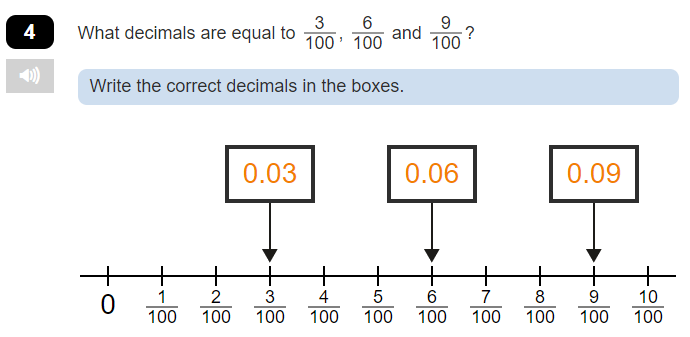 4
What decimals are equal to 3/100, 6/100 and 9/100?
Write the correct decimals in the boxes.
0.03 0.06 0.09
0 1/100 2/100 3/100 4/100 5/100 6/100 7/100 8/100 9/100 10/100